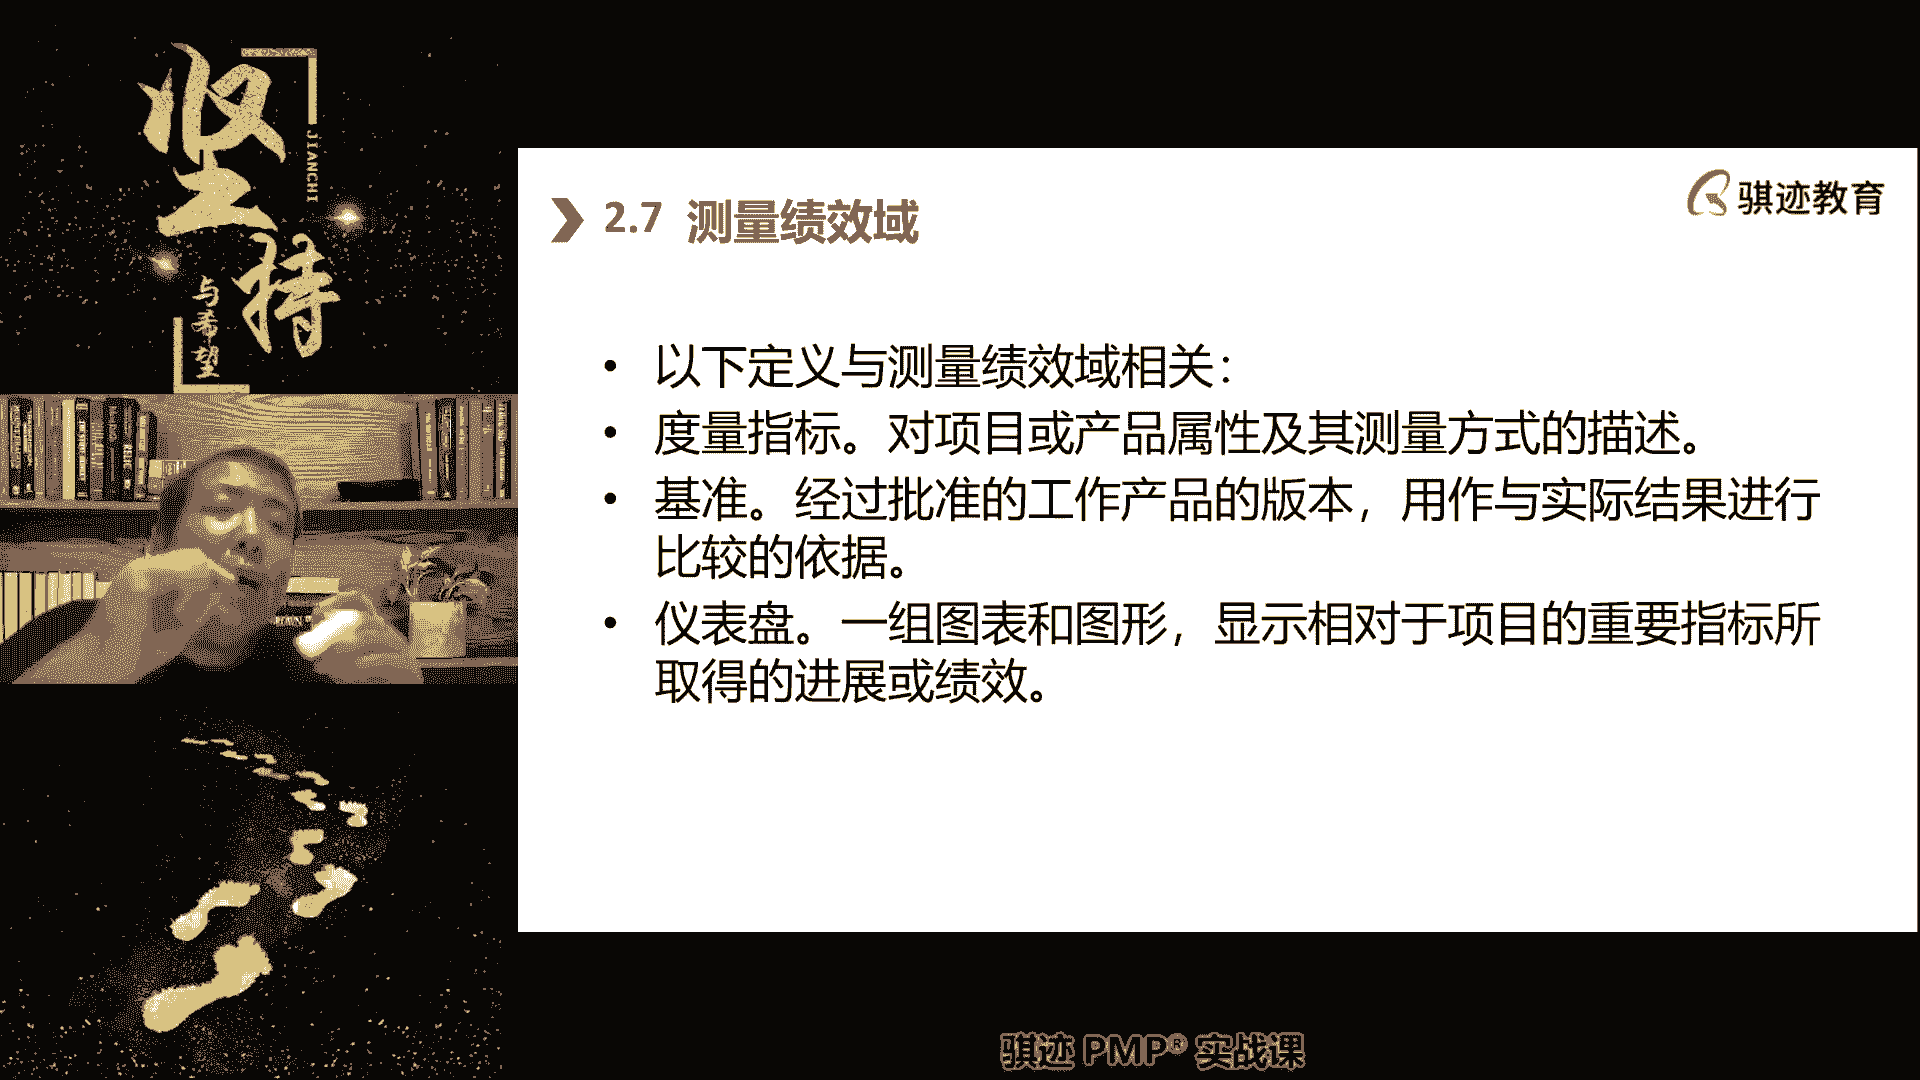 坚持
JIANCHI
与希望
骐迹教育
2.7 测量绩效域
• 以下定义与测量绩效域相关：
• 度量指标。对项目或产品属性及其测量方式的描述。
• 基准。经过批准的工作产品的版本，用作与实际结果进行
比较的依据。
• 仪表盘。一组图表和图形，显示相对于项目的重要指标所
取得的进展或绩效。
骐迹 PMP® 实战课